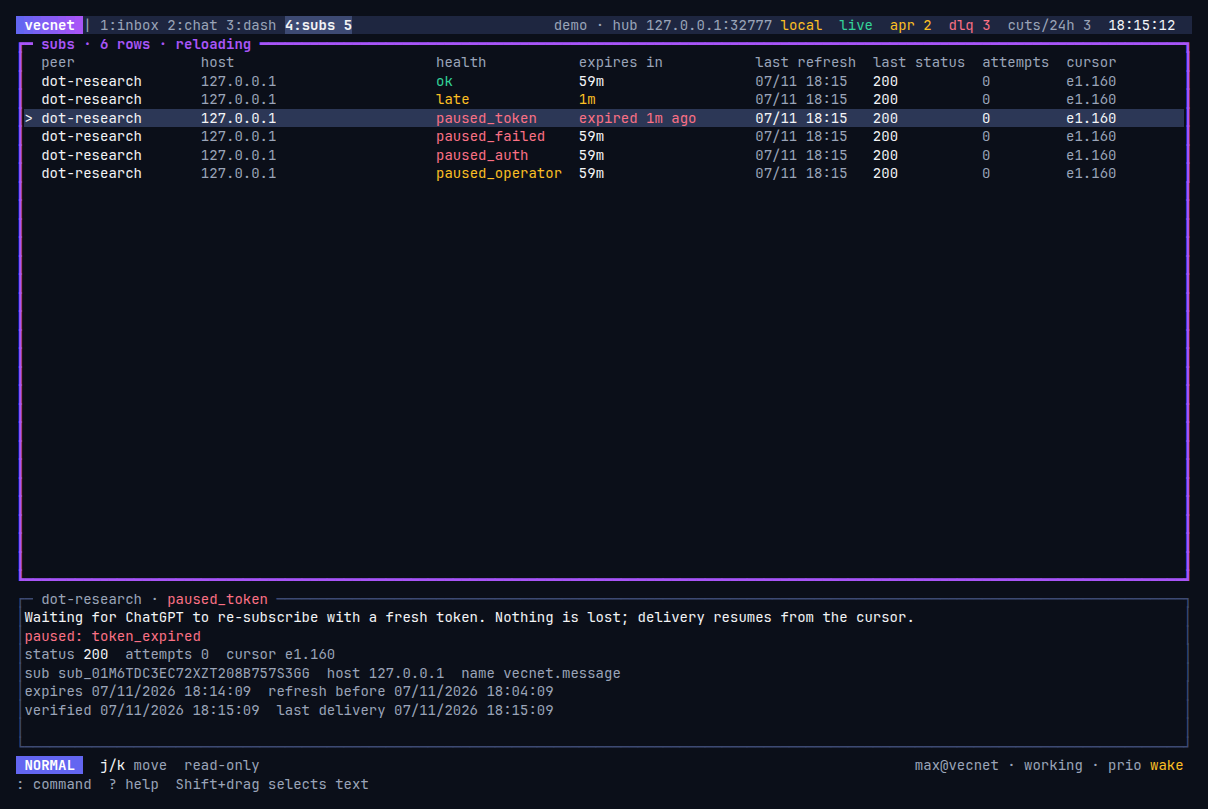 vecnet | 1:inbox 2:chat 3:dash 4:subs 5 demo · hub 127.0.0.1:32777 local live apr 2 dlq 3 cuts/24h 3 18:15:12
subs · 6 rows · reloading
peer host health expires in last refresh last status attempts cursor
dot-research 127.0.0.1 ok 59m 07/11 18:15 200 0 e1.160
dot-research 127.0.0.1 late 1m 07/11 18:15 200 0 e1.160
> dot-research 127.0.0.1 paused_token expired 1m ago 07/11 18:15 200 0 e1.160
dot-research 127.0.0.1 paused_failed 59m 07/11 18:15 200 0 e1.160
dot-research 127.0.0.1 paused_auth 59m 07/11 18:15 200 0 e1.160
dot-research 127.0.0.1 paused_operator 59m 07/11 18:15 200 0 e1.160
dot-research · paused_token
Waiting for ChatGPT to re-subscribe with a fresh token. Nothing is lost; delivery resumes from the cursor.
paused: token_expired
status 200 attempts 0 cursor e1.160
sub sub_01M6TDC3EC72XZT208B757S3GG host 127.0.0.1 name vecnet.message
expires 07/11/2026 18:14:09 refresh before 07/11/2026 18:04:09
verified 07/11/2026 18:15:09 last delivery 07/11/2026 18:15:09
NORMAL j/k move read-only max@vecnet · working · prio wake
: command ? help Shift+drag selects text